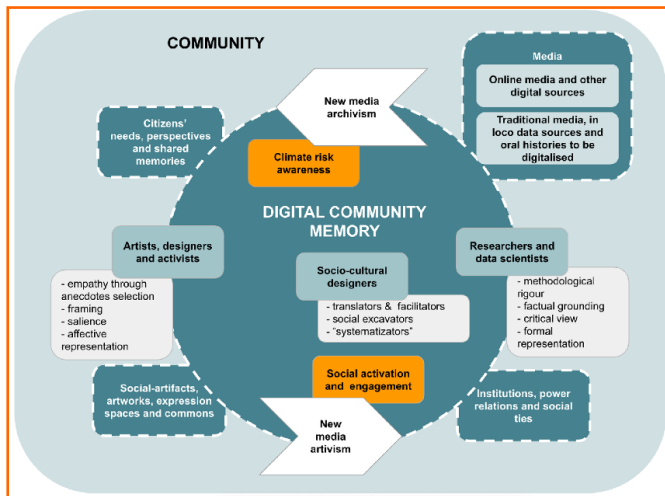 COMMUNITY
Media
Online media and other
digital sources
Traditional media, in
loco data sources and
oral histories to be
digitalised
New media
archivism
Citizens'
needs, perspectives
and shared
memories
Climate risk
awareness
DIGITAL COMMUNITY
MEMORY
Artists, designers
and activists
- empathy through
anecdotes selection
- framing
- salience
- affective
representation
Socio-cultural
designers
- translators & facilitators
- social excavators
- "systematizators"
Researchers and
data scientists
- methodological
rigour
- factual grounding
- critical view
- formal
representation
Social activation
and engagement
Social-artifacts,
artworks, expression
spaces and commons
Institutions, power
relations and social
ties
New
media
artivism